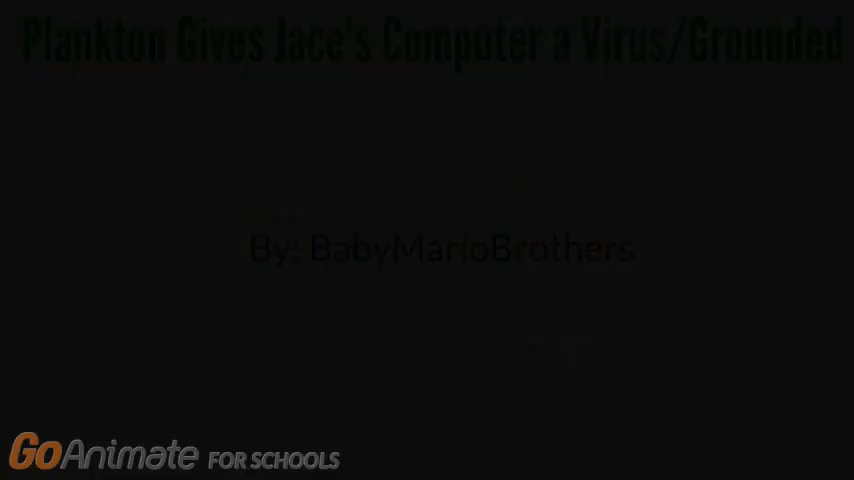 Plankton Gives Jace's Computer a Virus/Grounded
By: BabyMarioBrothers
GoAnimate FOR SCHOOLS